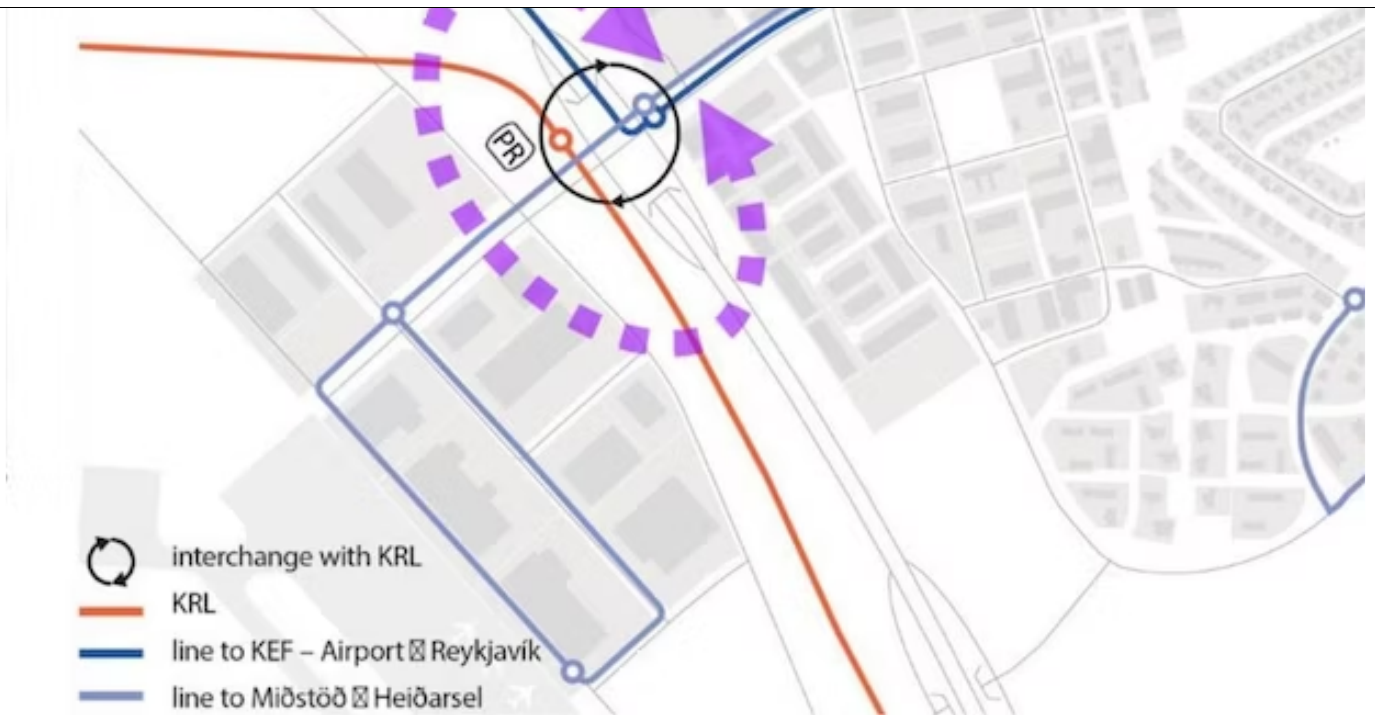 PR
interchange with KRL
KRL
line to KEF – Airport Reykjavík
line to Miðstöð Heiðarsel